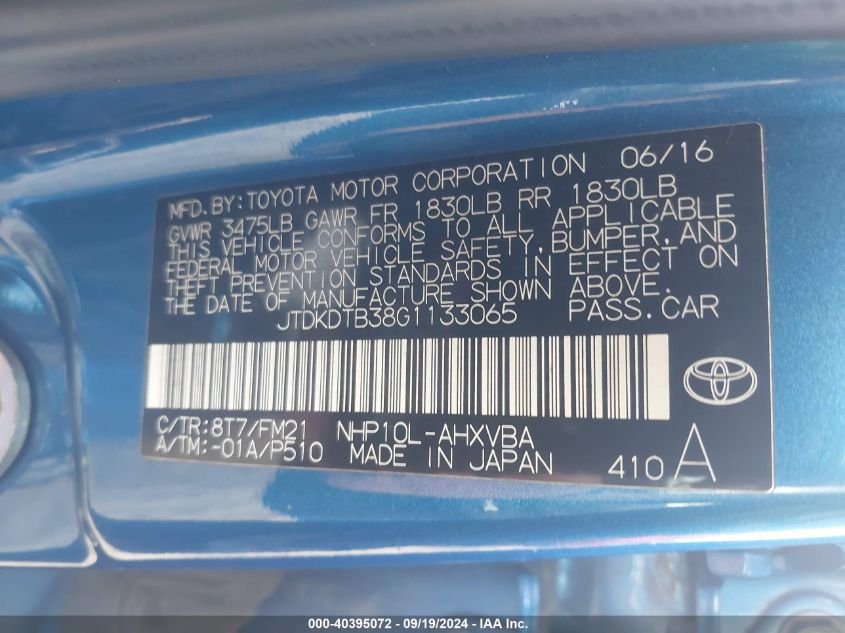 MFD. BY: TOYOTA MOTOR CORPORATION 06/16
GVWR 3475LB GAWR FR 1830LB RR 1830LB
THIS VEHICLE CONFORMS TO ALL APPLICABLE
FEDERAL MOTOR VEHICLE SAFETY, BUMPER, AND
THEFT PREVENTION STANDARDS IN EFFECT ON
THE DATE OF MANUFACTURE SHOWN ABOVE.
JTDKDTB38G1133065 PASS.CAR
C/TR:8T7/FM21 NHP10L-AHXVBA
A/TM:-01A/P510 MADE IN JAPAN 410 A
000-40395072 - 09/19/2024 - IAA Inc.